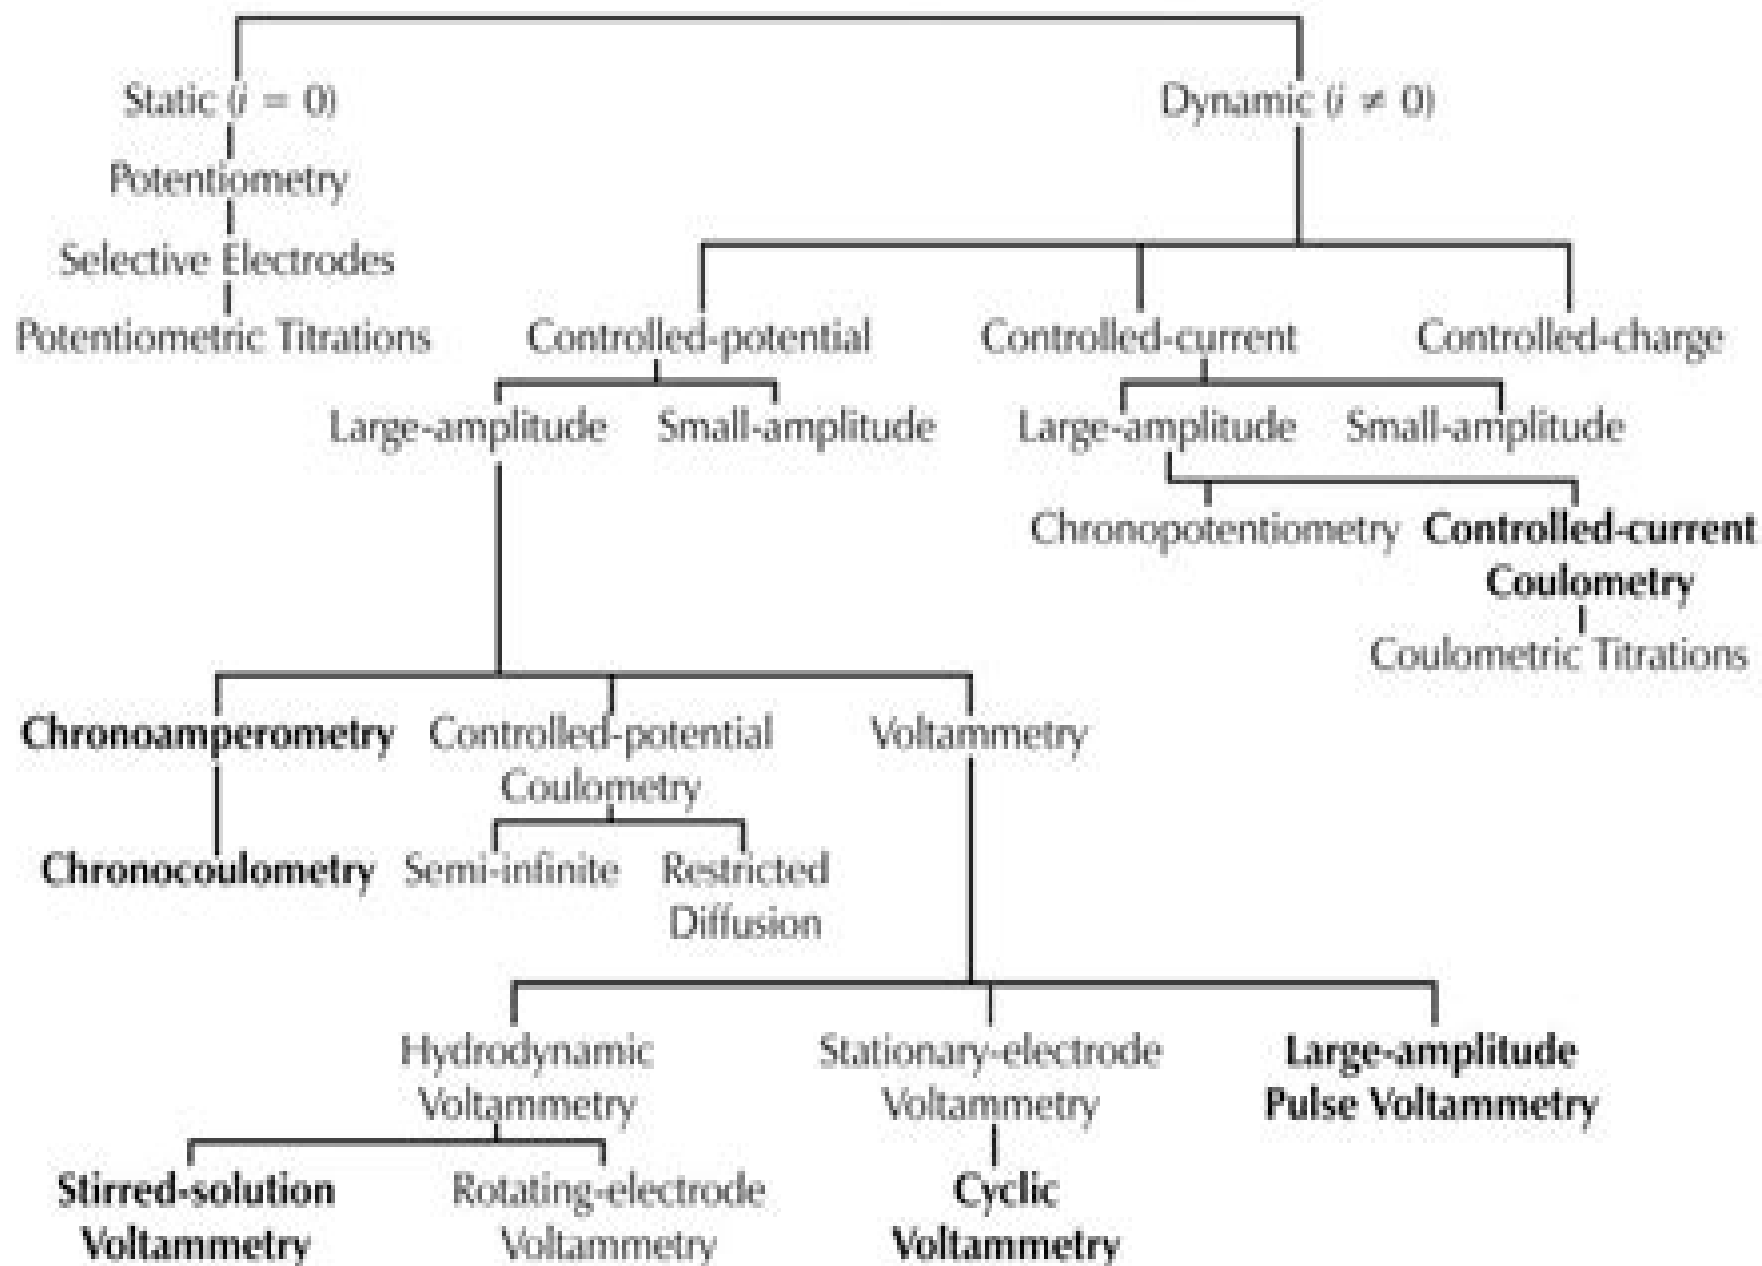 Static (i = 0)
Dynamic (i ≠ 0)
Potentiometry
Selective Electrodes
Potentiometric Titrations
Controlled-potential
Controlled-current
Controlled-charge
Large-amplitude
Small-amplitude
Large-amplitude
Small-amplitude
Chronopotentiometry
Controlled-current
Coulometry
Coulometric Titrations
Chronoamperometry
Controlled-potential
Coulometry
Voltammetry
Chronocoulometry
Semi-infinite
Restricted
Diffusion
Hydrodynamic
Voltammetry
Stationary-electrode
Voltammetry
Large-amplitude
Pulse Voltammetry
Stirred-solution
Voltammetry
Rotating-electrode
Voltammetry
Cyclic
Voltammetry